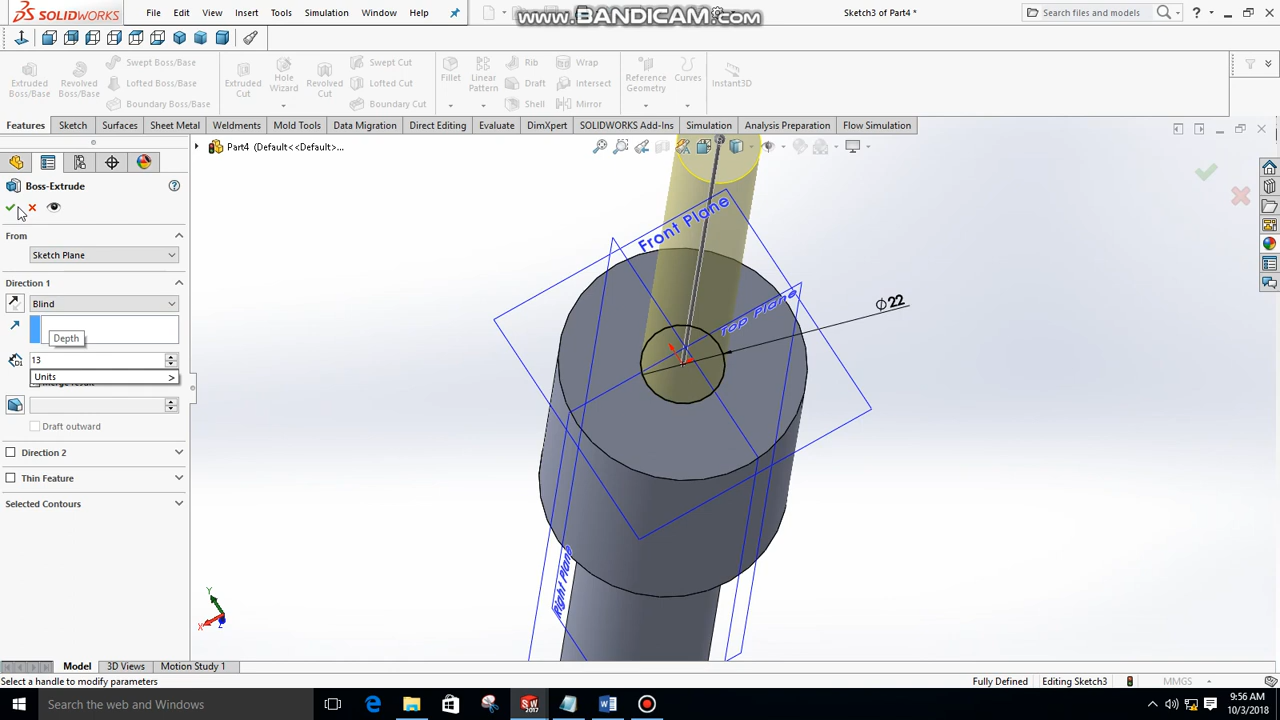 SOLIDWORKS
File
Edit
View
Insert
Tools
Simulation
Window
Help
www.BANDICAM.com
Sketch3 of Part4 *
Search files and models
Extruded Boss/Base
Revolved Boss/Base
Swept Boss/Base
Lofted Boss/Base
Boundary Boss/Base
Extruded Cut
Hole Wizard
Revolved Cut
Swept Cut
Lofted Cut
Boundary Cut
Fillet
Linear Pattern
Rib
Draft
Shell
Wrap
Intersect
Mirror
Reference Geometry
Curves
Instant3D
Features
Sketch
Surfaces
Sheet Metal
Weldments
Mold Tools
Data Migration
Direct Editing
Evaluate
DimXpert
SOLIDWORKS Add-Ins
Simulation
Analysis Preparation
Flow Simulation
Part4 (Default<<Default>...
Boss-Extrude
From
Sketch Plane
Direction 1
Blind
Depth
13
Units >
Draft outward
Direction 2
Thin Feature
Selected Contours
Front Plane
Top Plane
Right Plane
Ø22
Y
X
Z
Model
3D Views
Motion Study 1
Select a handle to modify parameters
Fully Defined
Editing Sketch3
MMGS
Search the web and Windows
9:56 AM
10/3/2018